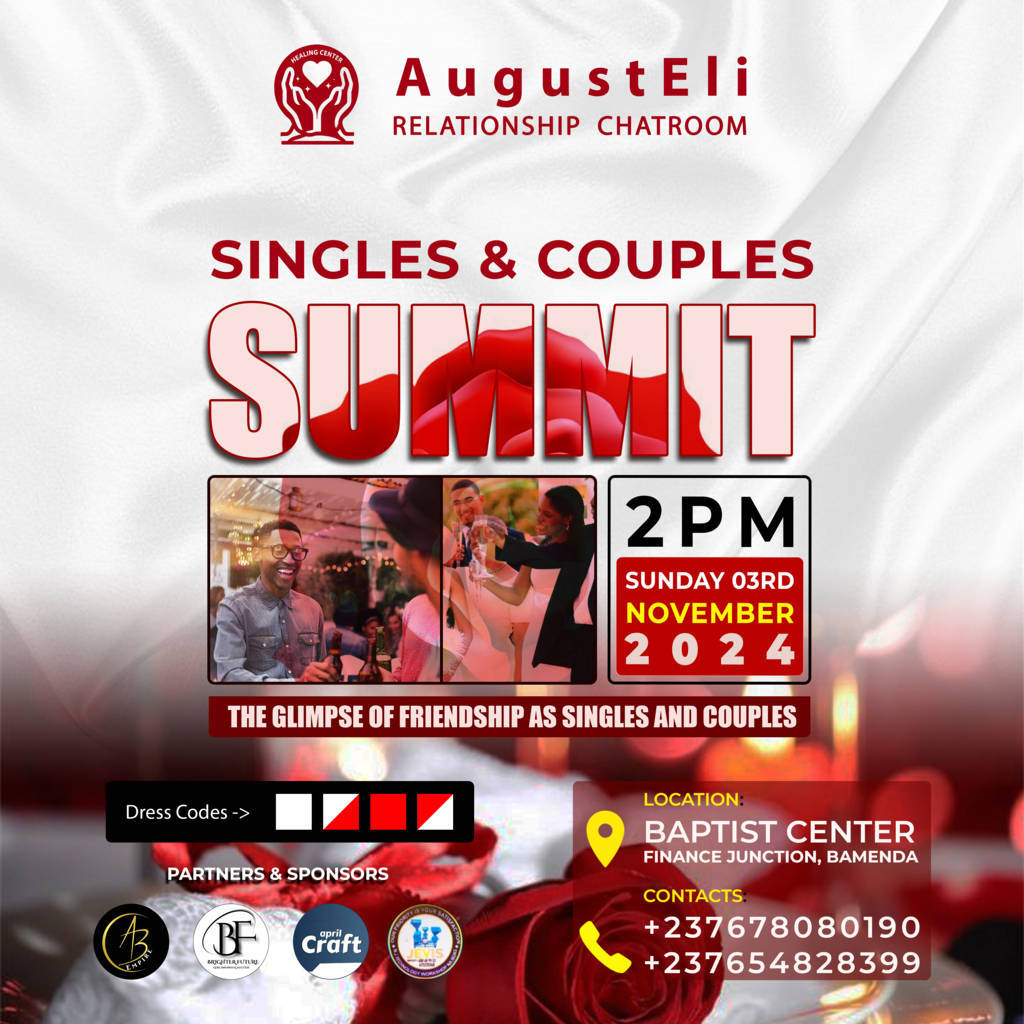 HEALING CENTER
AugustEli
RELATIONSHIP CHATROOM
SINGLES & COUPLES
SUMMIT
2PM
SUNDAY 03RD
NOVEMBER
2024
THE GLIMPSE OF FRIENDSHIP AS SINGLES AND COUPLES
Dress Codes ->
PARTNERS & SPONSORS
AB
EMPIRE
BF
BRIGHTER FUTURE
april
Craft
JEVIS
LOCATION:
BAPTIST CENTER
FINANCE JUNCTION, BAMENDA
CONTACTS:
+237678080190
+237654828399